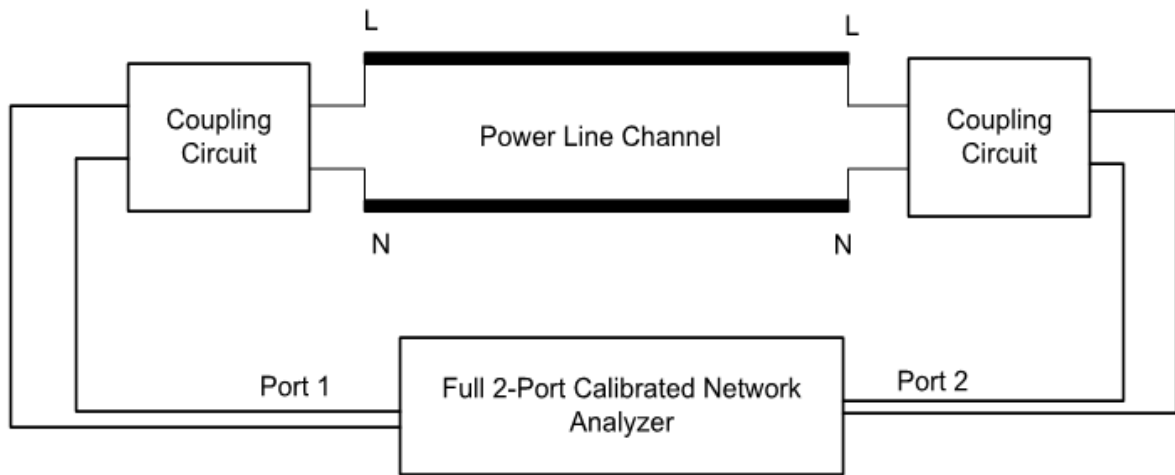 L
L
Coupling
Circuit
Power Line Channel
Coupling
Circuit
N
N
Port 1
Full 2-Port Calibrated Network
Analyzer
Port 2